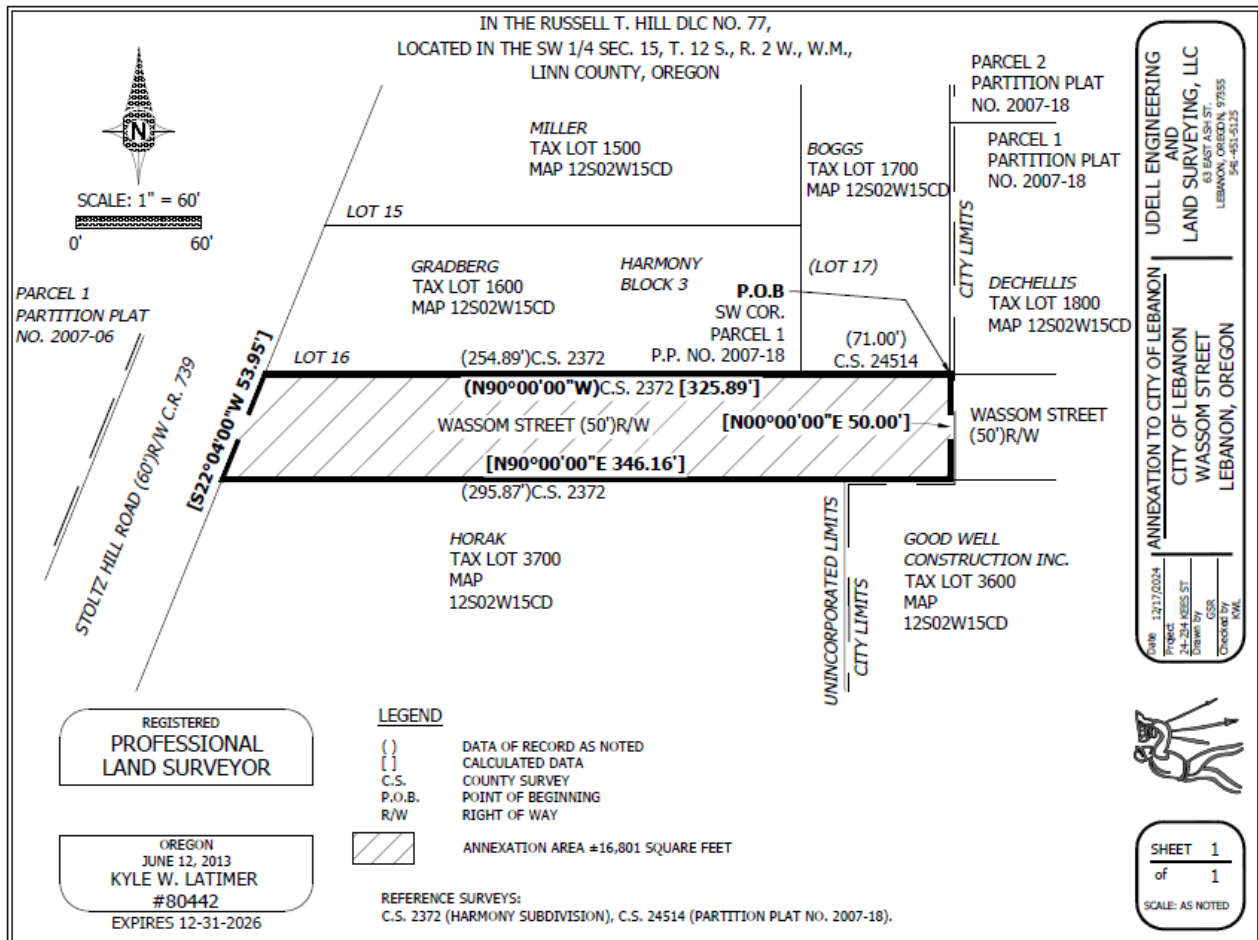 IN THE RUSSELL T. HILL DLC NO. 77,
LOCATED IN THE SW 1/4 SEC. 15, T. 12 S., R. 2 W., W.M.,
LINN COUNTY, OREGON
N
SCALE: 1" = 60'
0'
60'
PARCEL 2
PARTITION PLAT
NO. 2007-18
PARCEL 1
PARTITION PLAT
NO. 2007-18
MILLER
TAX LOT 1500
MAP 12S02W15CD
BOGGS
TAX LOT 1700
MAP 12S02W15CD
LOT 15
CITY LIMITS
PARCEL 1
PARTITION PLAT
NO. 2007-06
GRADBERG
TAX LOT 1600
MAP 12S02W15CD
HARMONY
BLOCK 3
(LOT 17)
P.O.B
SW COR.
PARCEL 1
P.P. NO. 2007-18
DECHELLIS
TAX LOT 1800
MAP 12S02W15CD
(71.00')
C.S. 24514
LOT 16
(254.89')C.S. 2372
(N90°00'00"W)C.S. 2372 [325.89']
WASSOM STREET (50')R/W
[N00°00'00"E 50.00']
WASSOM STREET
(50')R/W
[N90°00'00"E 346.16']
(295.87')C.S. 2372
[S22°04'00"W 53.95']
STOLTZ HILL ROAD (60')R/W C.R. 739
HORAK
TAX LOT 3700
MAP
12S02W15CD
UNINCORPORATED LIMITS
CITY LIMITS
GOOD WELL
CONSTRUCTION INC.
TAX LOT 3600
MAP
12S02W15CD
REGISTERED
PROFESSIONAL
LAND SURVEYOR
OREGON
JUNE 12, 2013
KYLE W. LATIMER
#80442
EXPIRES 12-31-2026
LEGEND
( ) DATA OF RECORD AS NOTED
[ ] CALCULATED DATA
C.S. COUNTY SURVEY
P.O.B. POINT OF BEGINNING
R/W RIGHT OF WAY
ANNEXATION AREA ±16,801 SQUARE FEET
REFERENCE SURVEYS:
C.S. 2372 (HARMONY SUBDIVISION), C.S. 24514 (PARTITION PLAT NO. 2007-18).
UDELL ENGINEERING
AND
LAND SURVEYING, LLC
63 EAST ASH ST.
LEBANON, OREGON, 97355
541-451-5125
ANNEXATION TO CITY OF LEBANON
CITY OF LEBANON
WASSOM STREET
LEBANON, OREGON
Date 12/17/2024
Project
24-234 KEES ST
Drawn by
GSR
Checked by
KWL
SHEET 1
of 1
SCALE: AS NOTED